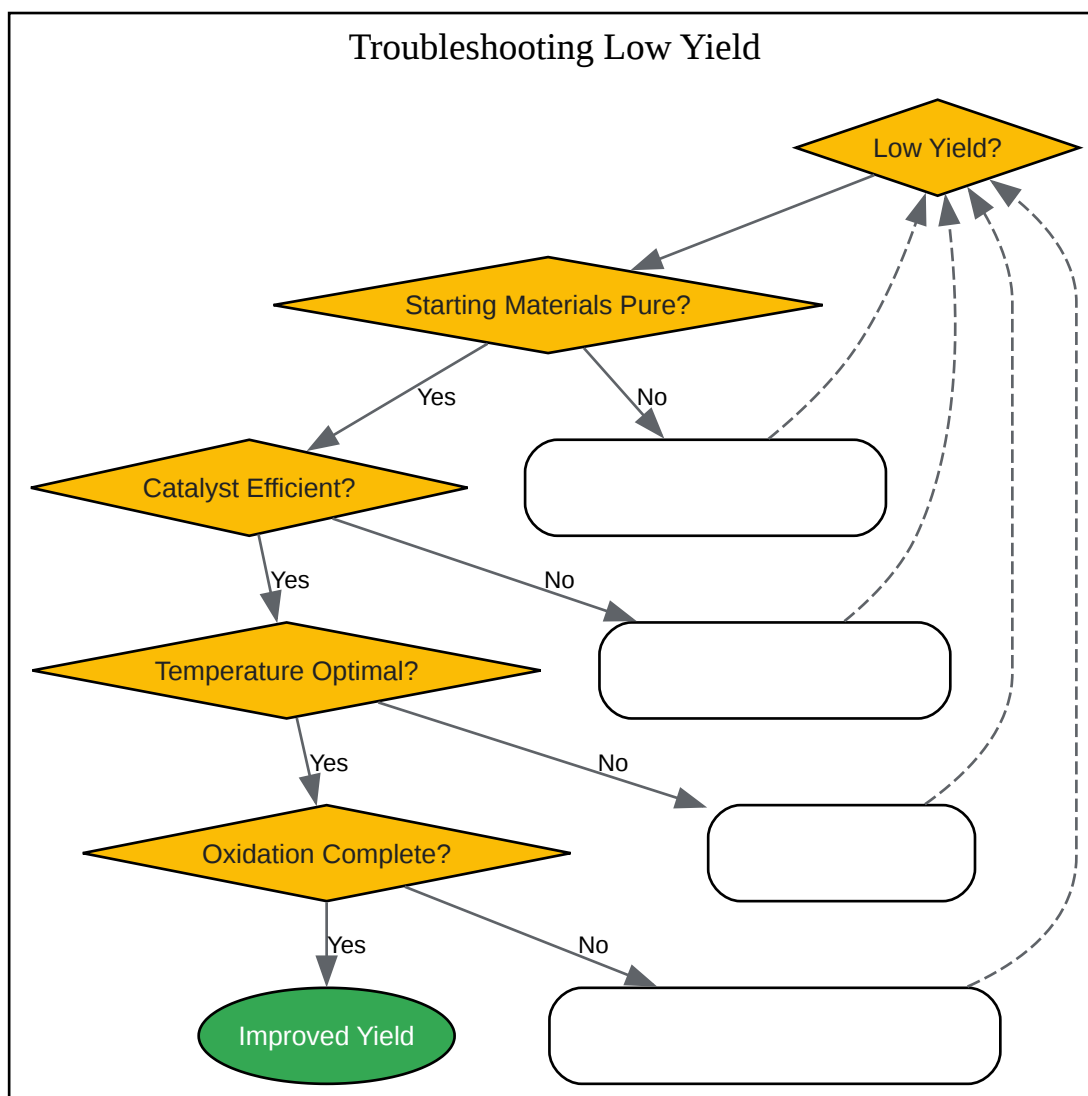 Troubleshooting Low Yield
Low Yield?
Starting Materials Pure?
Yes
No
Catalyst Efficient?
Yes
No
Temperature Optimal?
Yes
No
Oxidation Complete?
Yes
No
Improved Yield